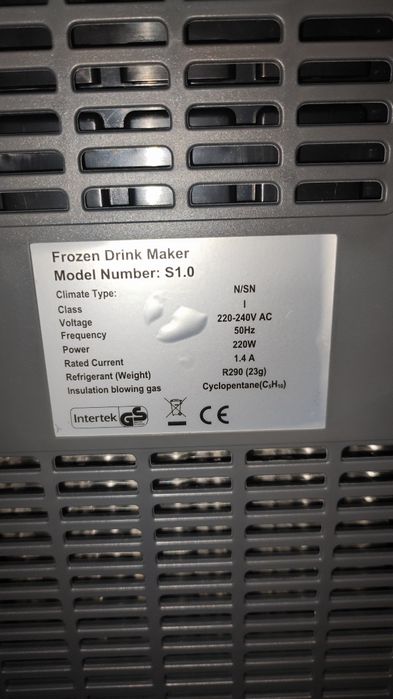 Frozen Drink Maker
Model Number: S1.0
Climate Type: N/SN
Class I
Voltage 220-240V AC
Frequency 50Hz
Power 220W
Rated Current 1.4 A
Refrigerant (Weight) R290 (23g)
Insulation blowing gas Cyclopentane(C₅H₁₀)
Intertek GS CE